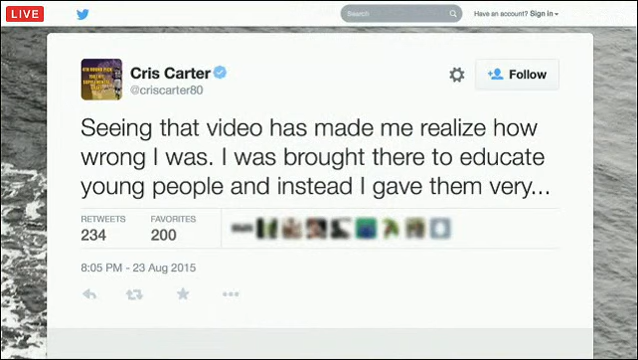 LIVE
Search
Have an account? Sign in
Cris Carter
@criscarter80
Follow
Seeing that video has made me realize how
wrong I was. I was brought there to educate
young people and instead I gave them very...
RETWEETS FAVORITES
234 200
8:05 PM - 23 Aug 2015